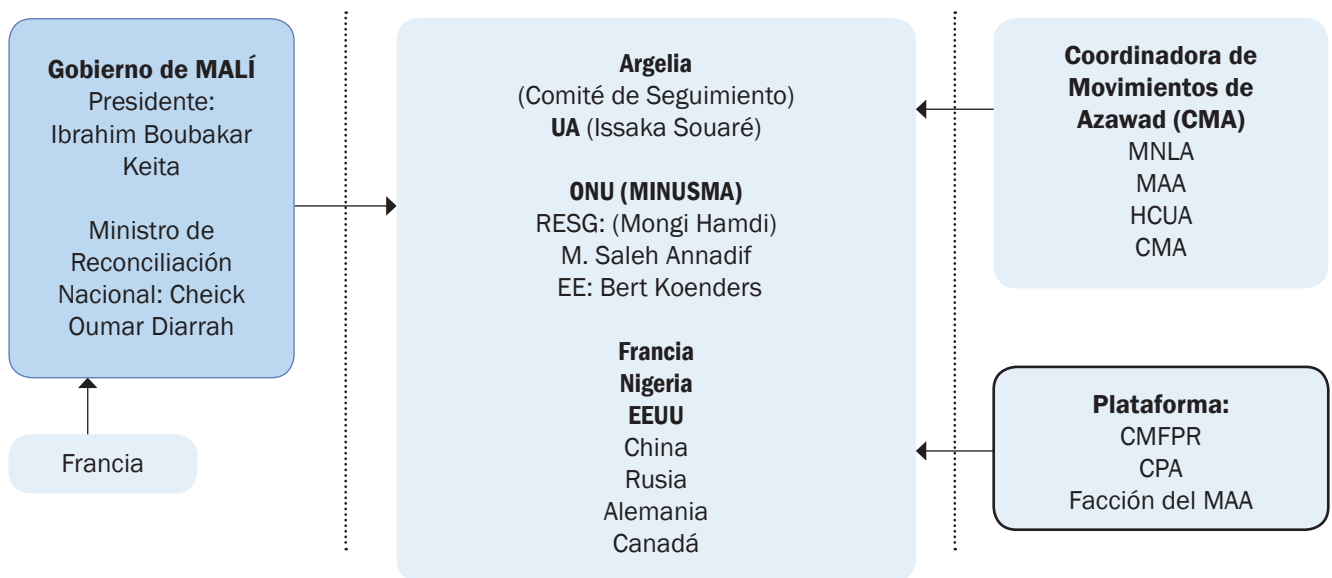 Gobierno de MALÍ
Presidente:
Ibrahim Boubakar
Keita
Ministro de
Reconciliación
Nacional: Cheick
Oumar Diarrah
Francia
Argelia
(Comité de Seguimiento)
UA (Issaka Souaré)
ONU (MINUSMA)
RESG: (Mongi Hamdi)
M. Saleh Annadif
EE: Bert Koenders
Francia
Nigeria
EEUU
China
Rusia
Alemania
Canadá
Coordinadora de
Movimientos de
Azawad (CMA)
MNLA
MAA
HCUA
CMA
Plataforma:
CMFPR
CPA
Facción del MAA